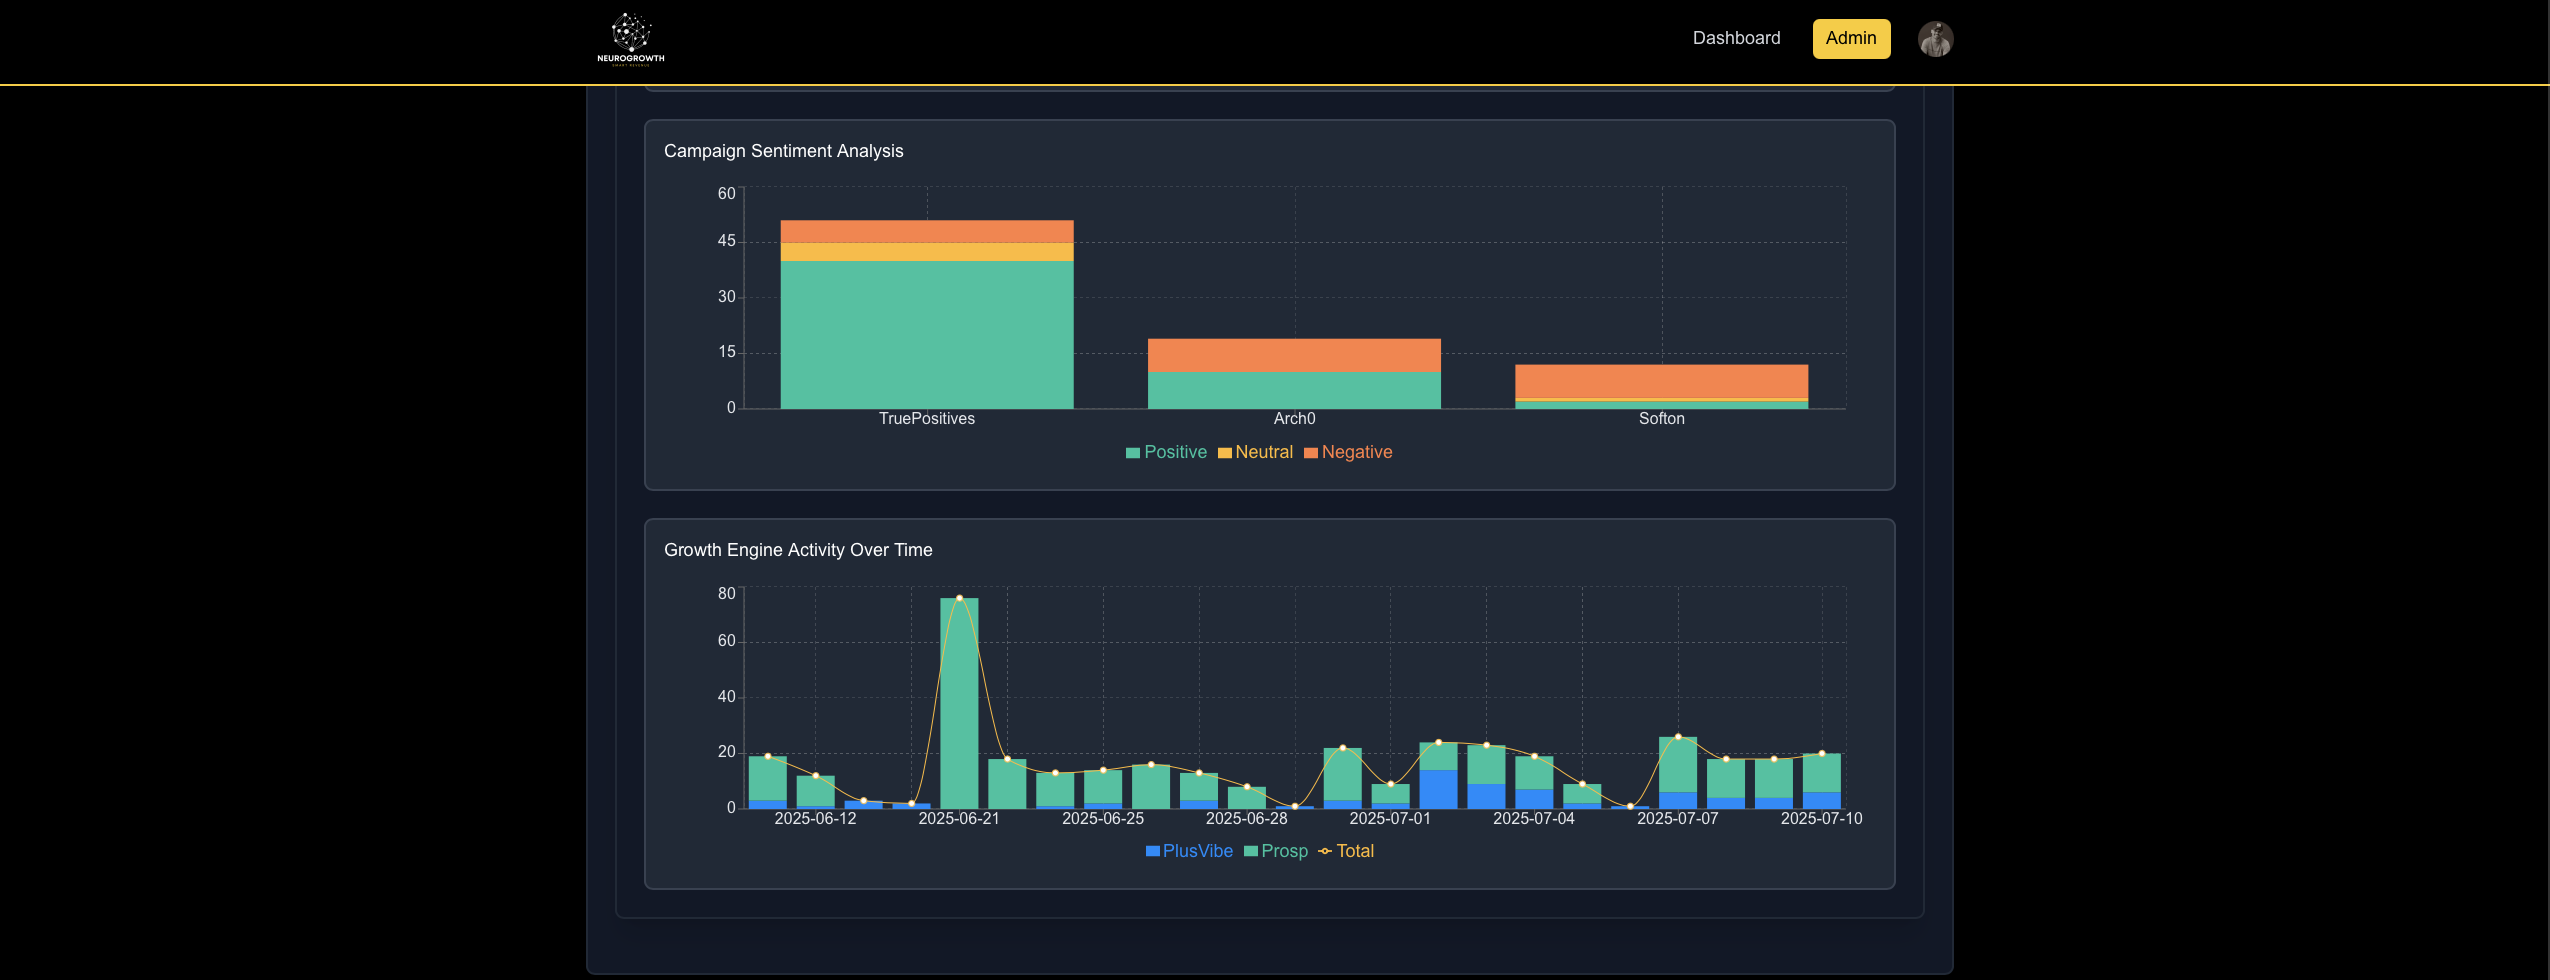 NEUROGROWTH
SMART REVENUE
Dashboard
Admin
Campaign Sentiment Analysis
60
45
30
15
0
TruePositives Arch0 Softon
Positive Neutral Negative
Growth Engine Activity Over Time
80
60
40
20
0
2025-06-12 2025-06-21 2025-06-25 2025-06-28 2025-07-01 2025-07-04 2025-07-07 2025-07-10
PlusVibe Prosp Total